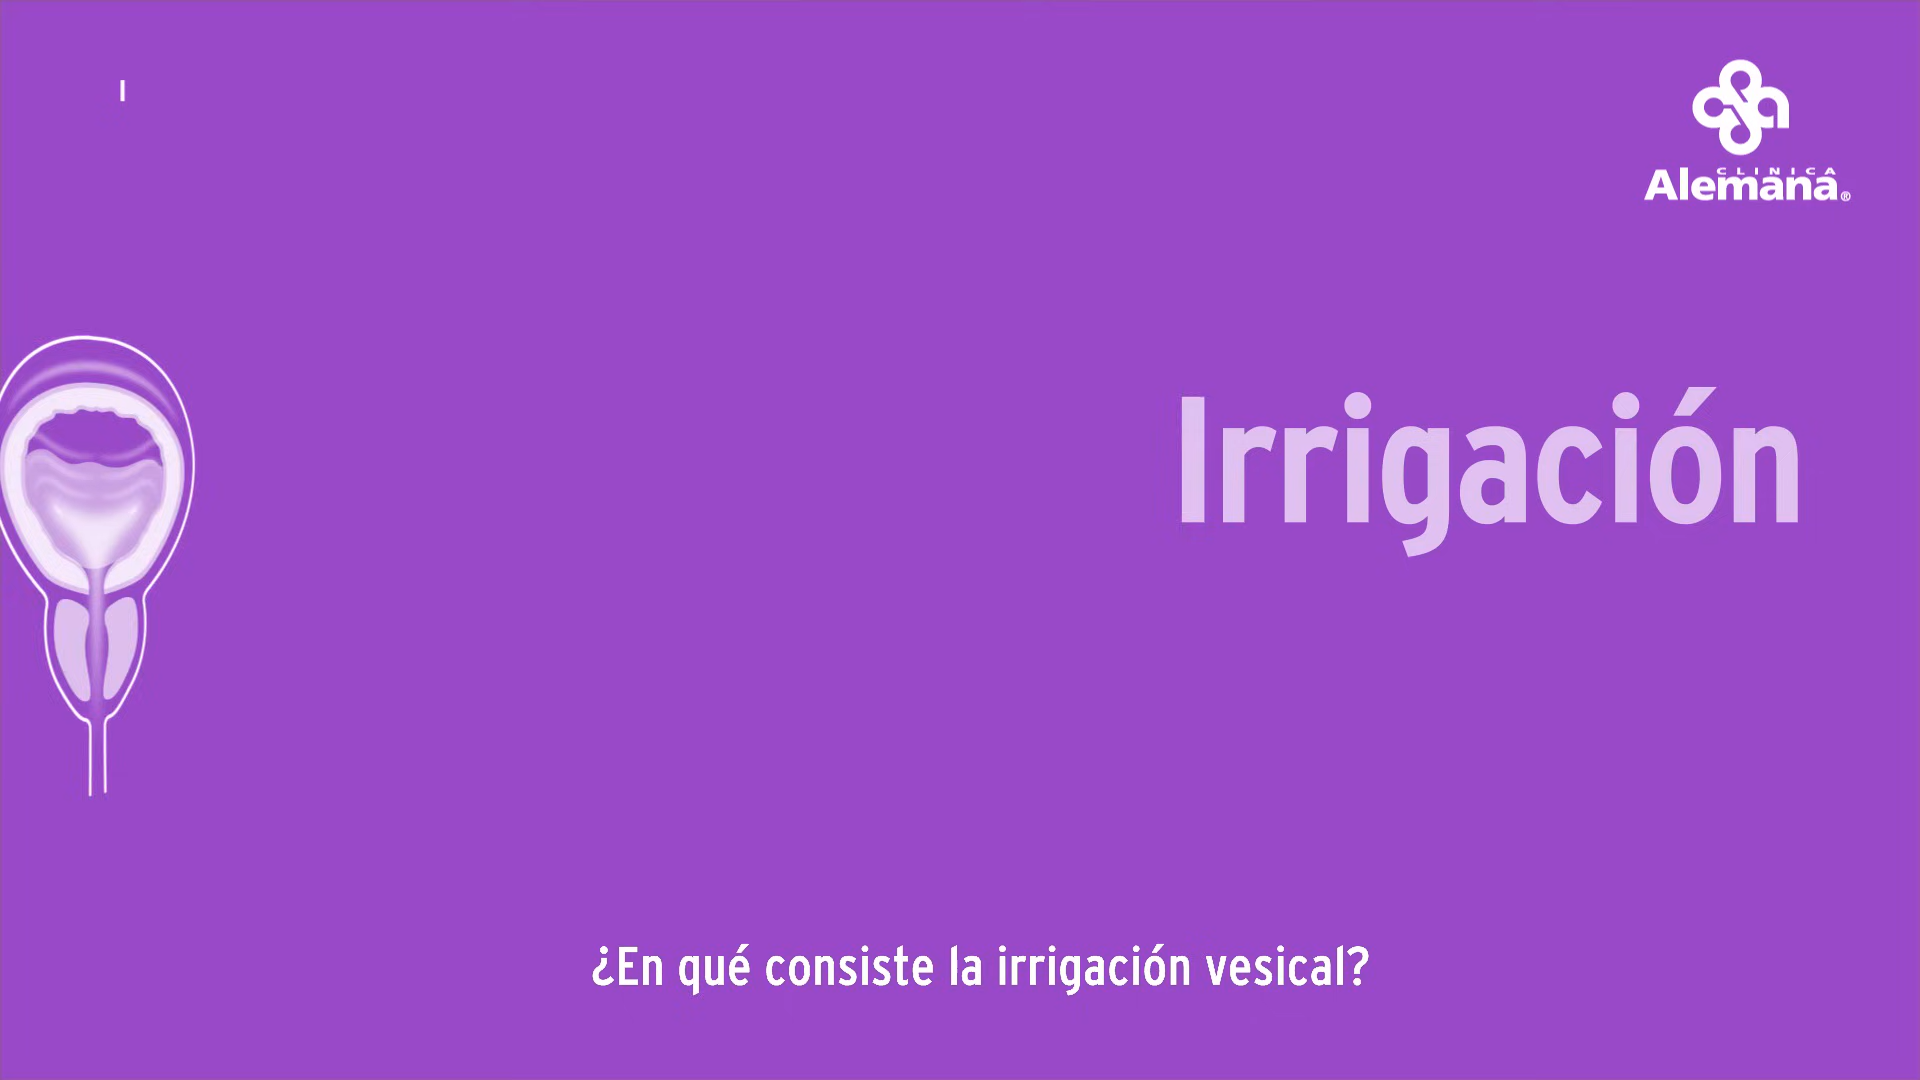 I
CLINICA
Alemana®
Irrigación
¿En qué consiste la irrigación vesical?